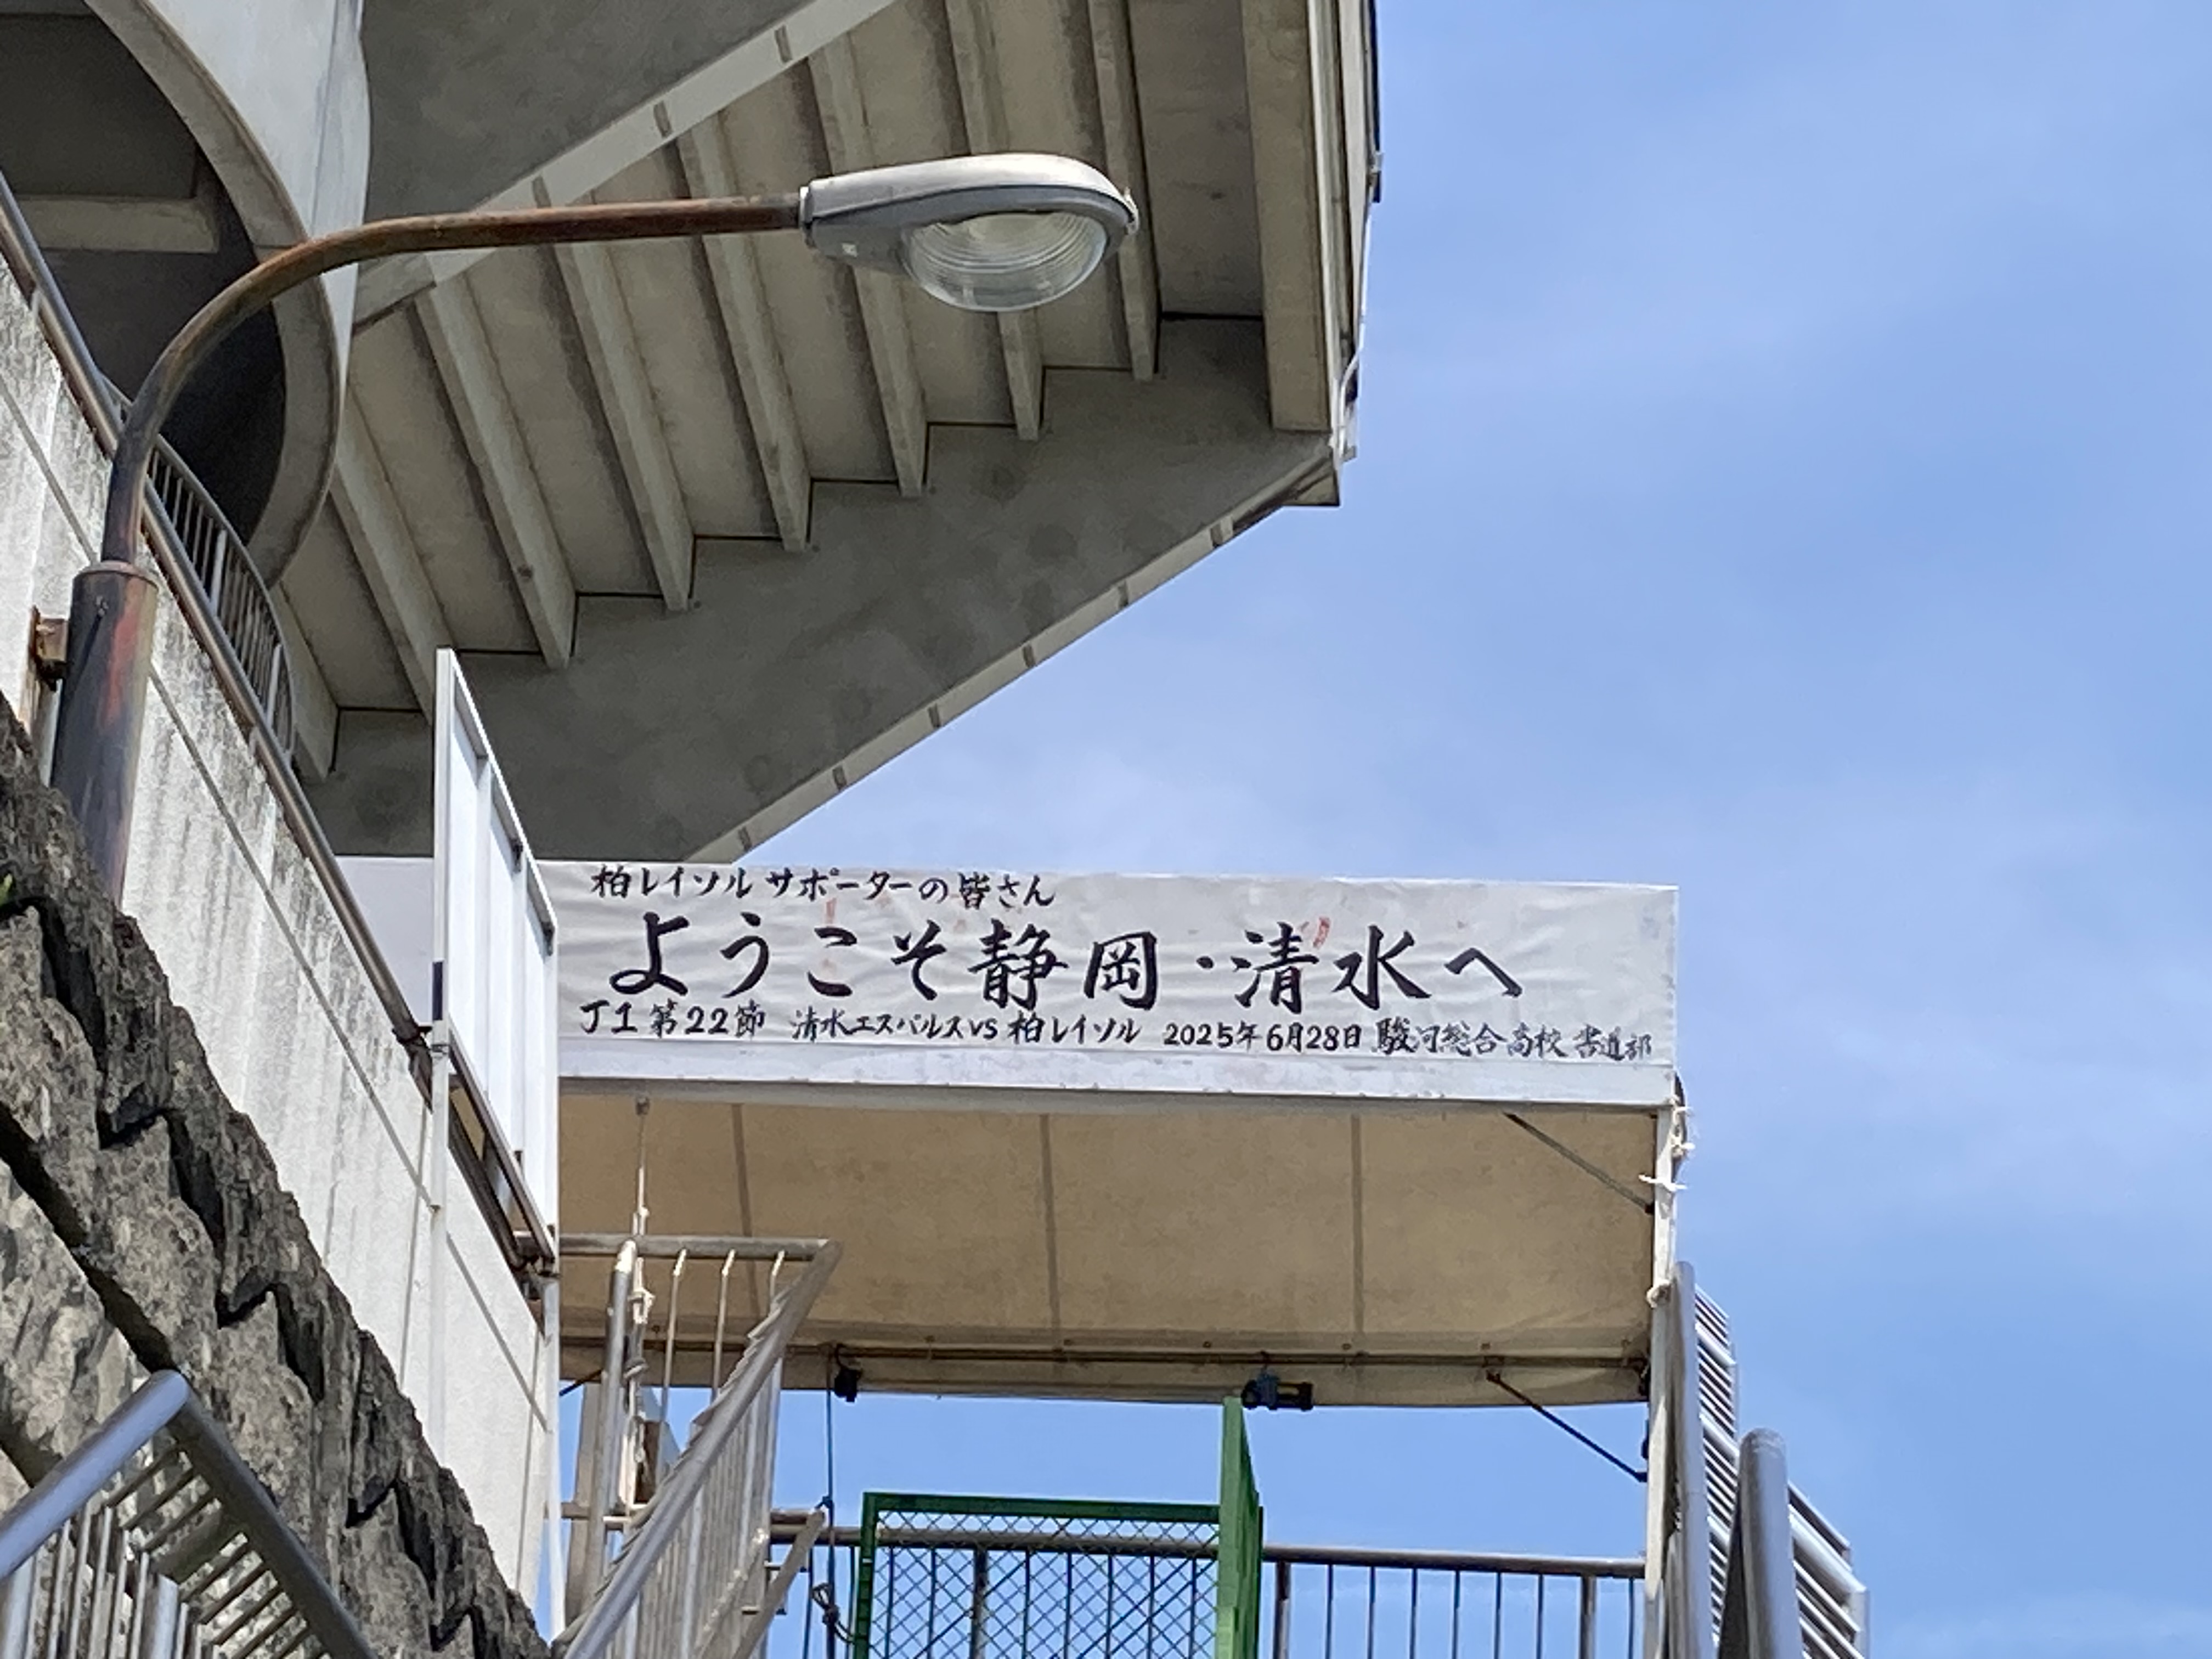 柏レイソルサポーターの皆さん
ようこそ静岡・清水へ
J1第22節 清水エスパルスVS柏レイソル 2025年6月28日 駿河総合高校 書道部